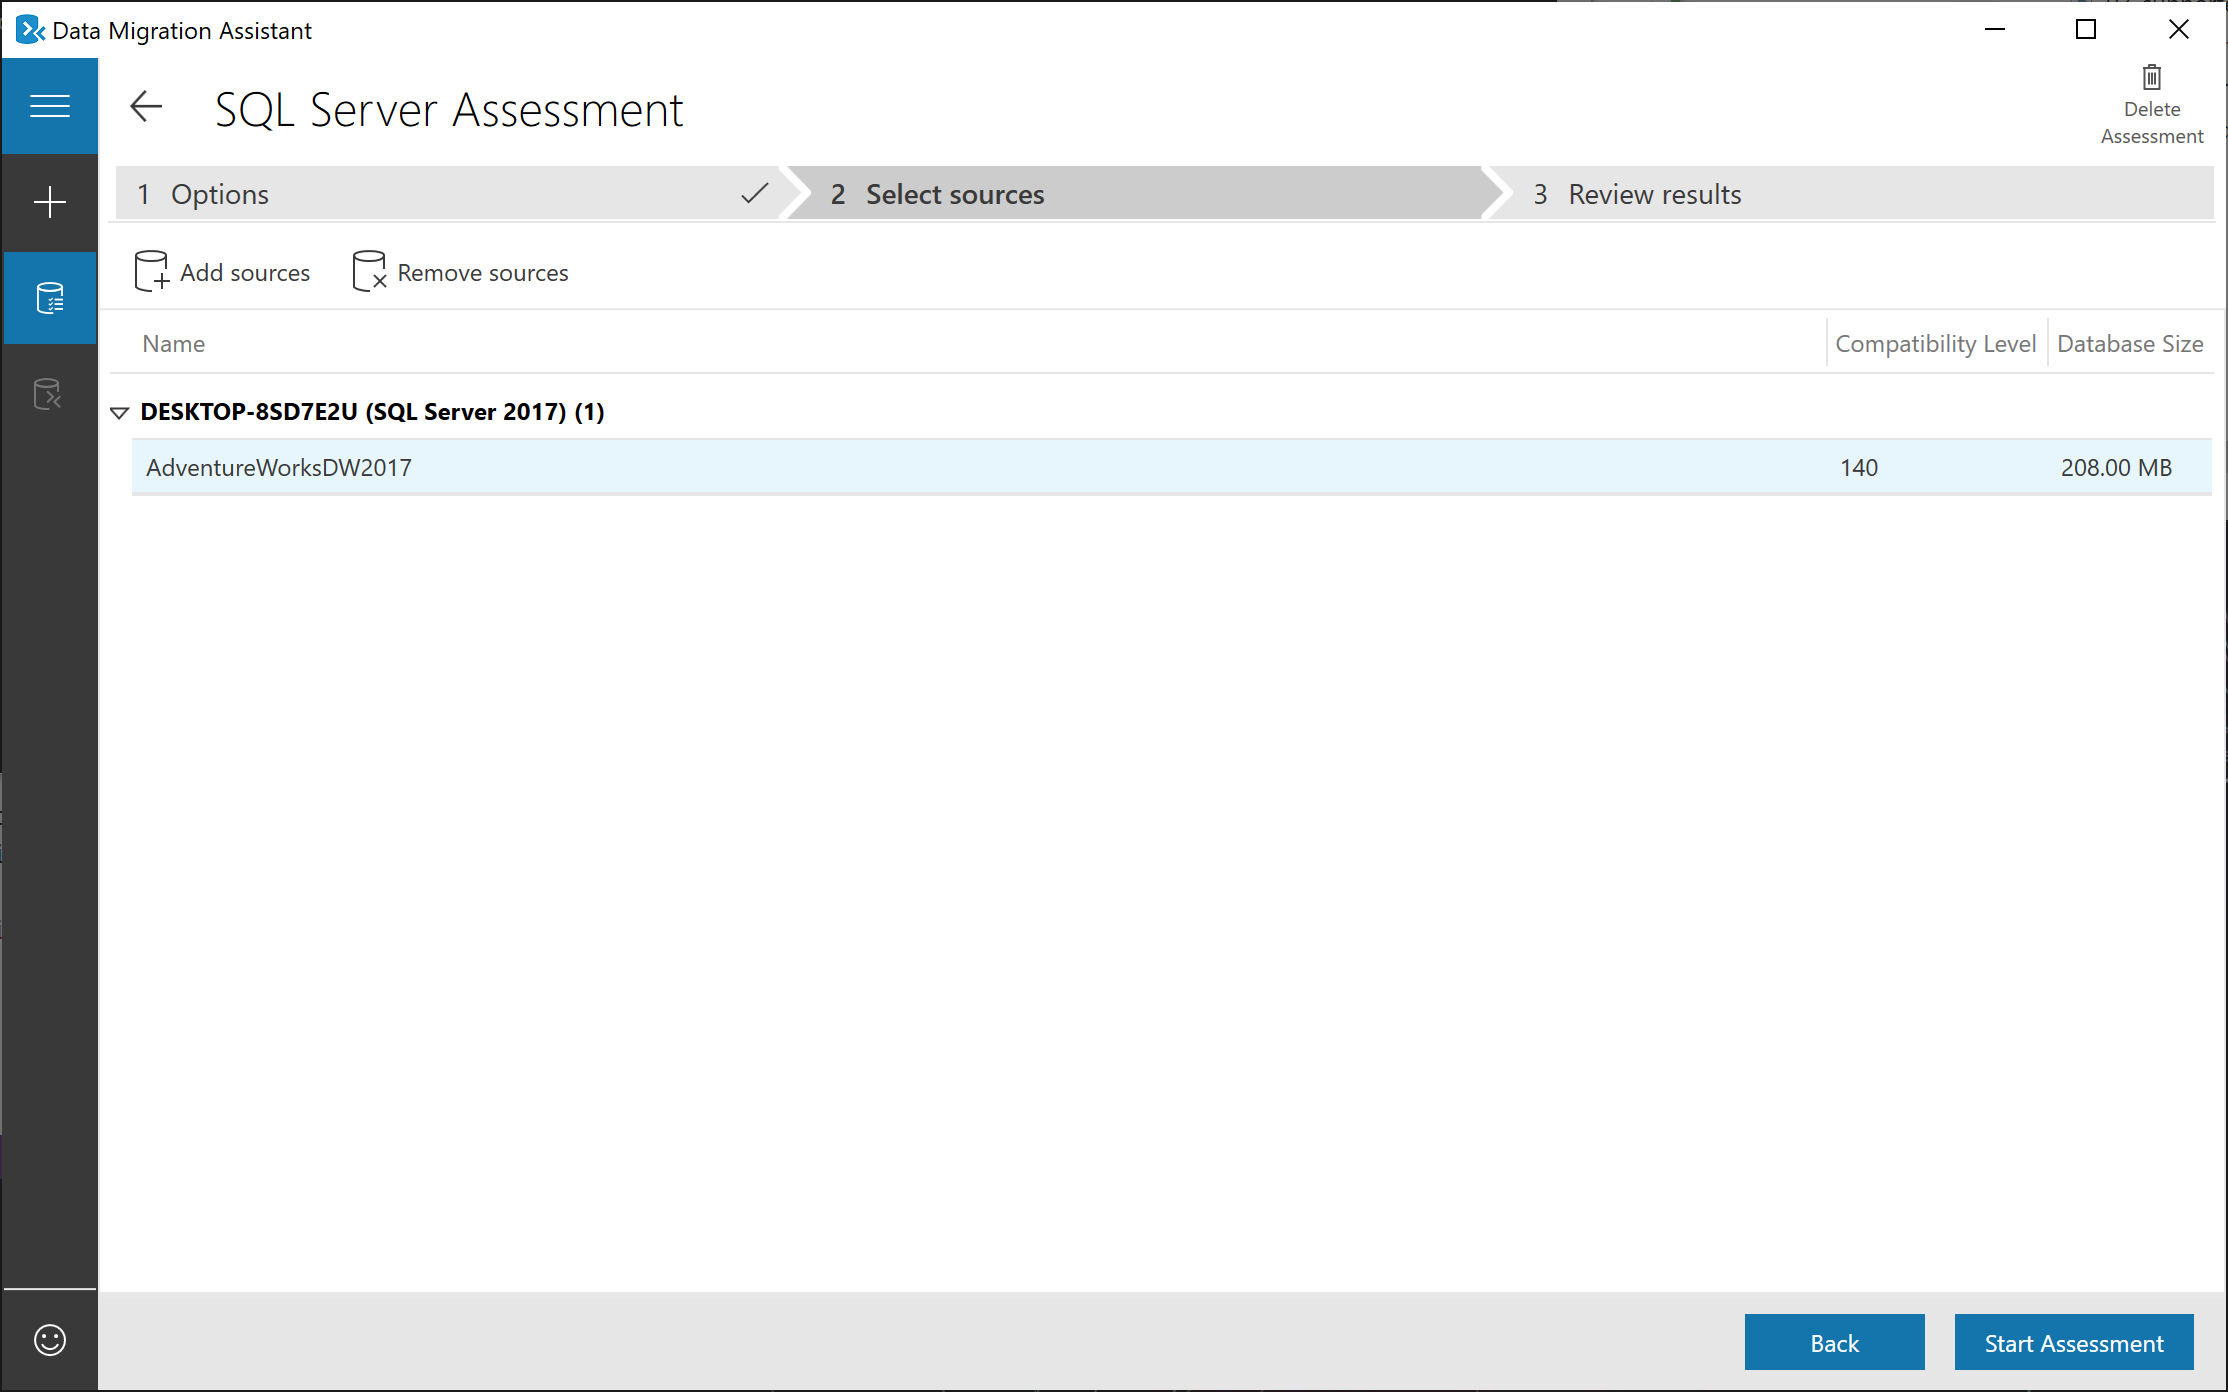 Data Migration Assistant
SQL Server Assessment
Delete
Assessment
1 Options
2 Select sources
3 Review results
Add sources
Remove sources
Name
Compatibility Level
Database Size
DESKTOP-8SD7E2U (SQL Server 2017) (1)
AdventureWorksDW2017
140
208.00 MB
Back
Start Assessment